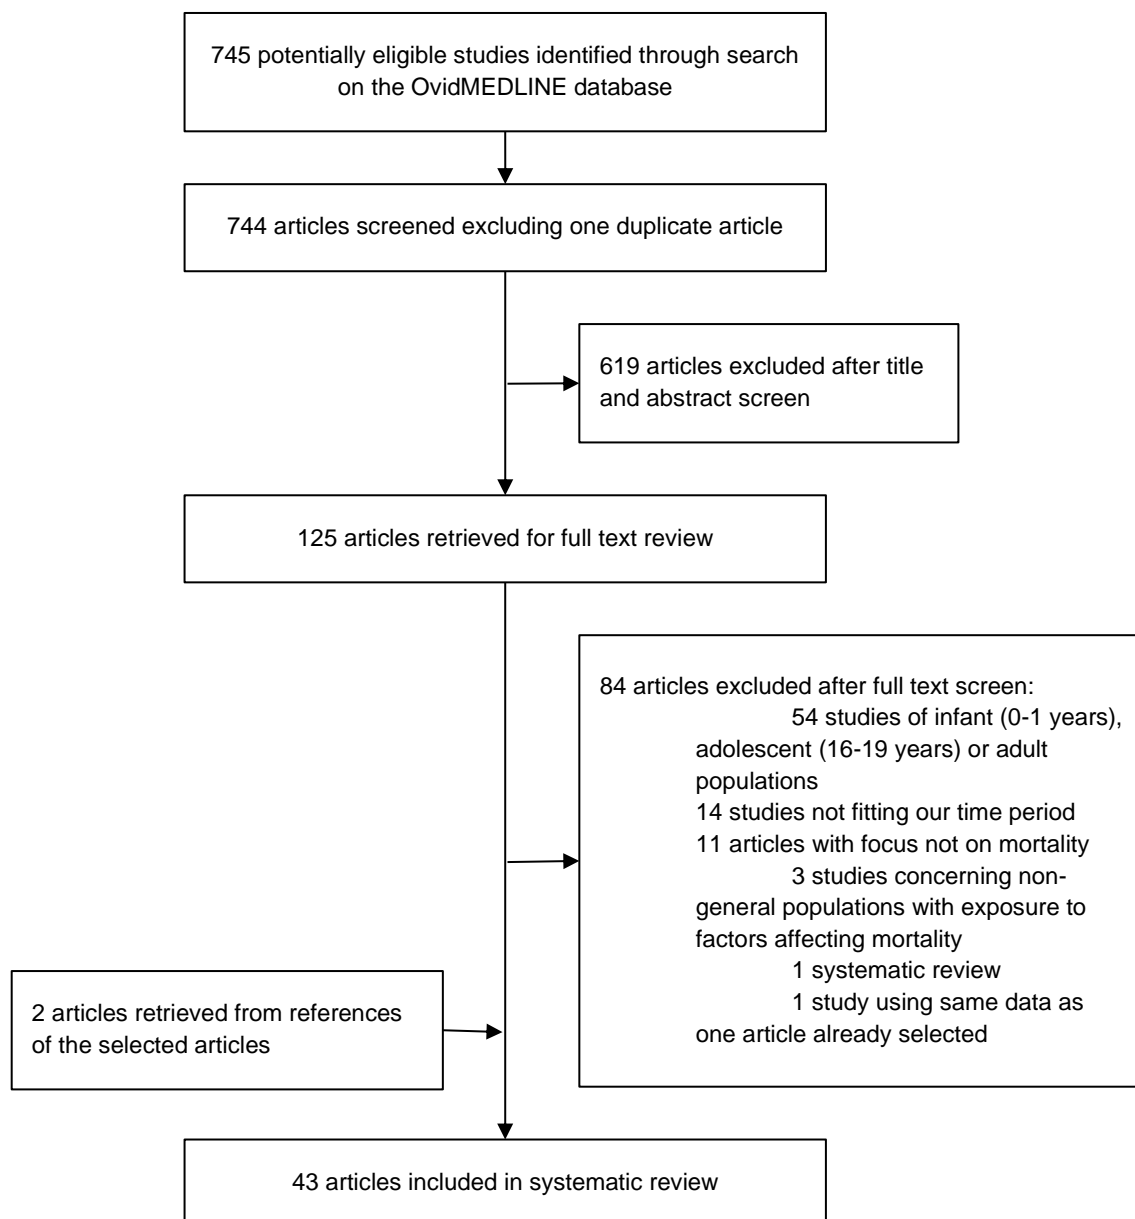 745 potentially eligible studies identified through search
on the OvidMEDLINE database
744 articles screened excluding one duplicate article
619 articles excluded after title
and abstract screen
125 articles retrieved for full text review
84 articles excluded after full text screen:
54 studies of infant (0-1 years),
adolescent (16-19 years) or adult
populations
14 studies not fitting our time period
11 articles with focus not on mortality
3 studies concerning non-
general populations with exposure to
factors affecting mortality
1 systematic review
1 study using same data as
one article already selected
2 articles retrieved from references
of the selected articles
43 articles included in systematic review